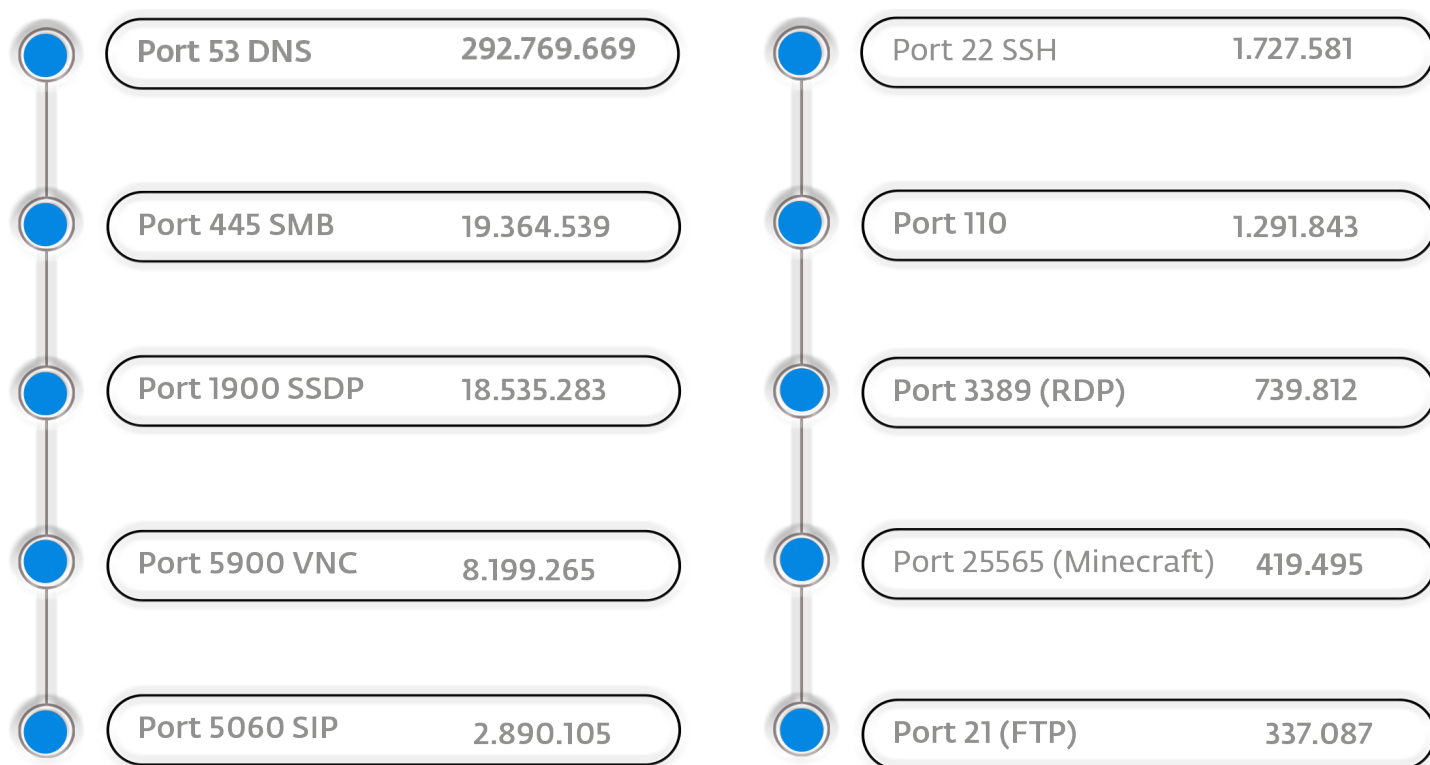 Port 53 DNS 292.769.669
Port 445 SMB 19.364.539
Port 1900 SSDP 18.535.283
Port 5900 VNC 8.199.265
Port 5060 SIP 2.890.105
Port 22 SSH 1.727.581
Port 110 1.291.843
Port 3389 (RDP) 739.812
Port 25565 (Minecraft) 419.495
Port 21 (FTP) 337.087